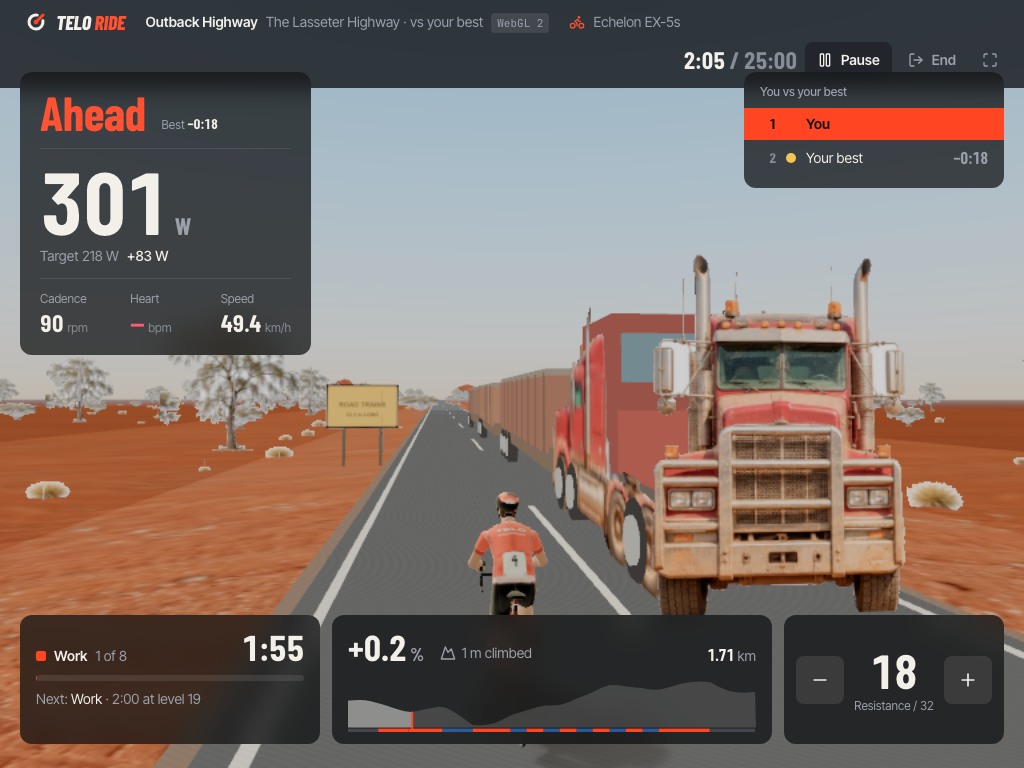 TELO RIDE Outback Highway The Lasseter Highway · vs your best WebGL 2 Echelon EX-5s
2:05 / 25:00 Pause End
Ahead Best −0:18
301 W
Target 218 W +83 W
Cadence Heart Speed
90 rpm – bpm 49.4 km/h
You vs your best
1 You
2 Your best −0:18
ROAD TRAINS
4
Work 1 of 8 1:55
Next: Work · 2:00 at level 19
+0.2 % 1 m climbed 1.71 km
− 18 +
Resistance / 32